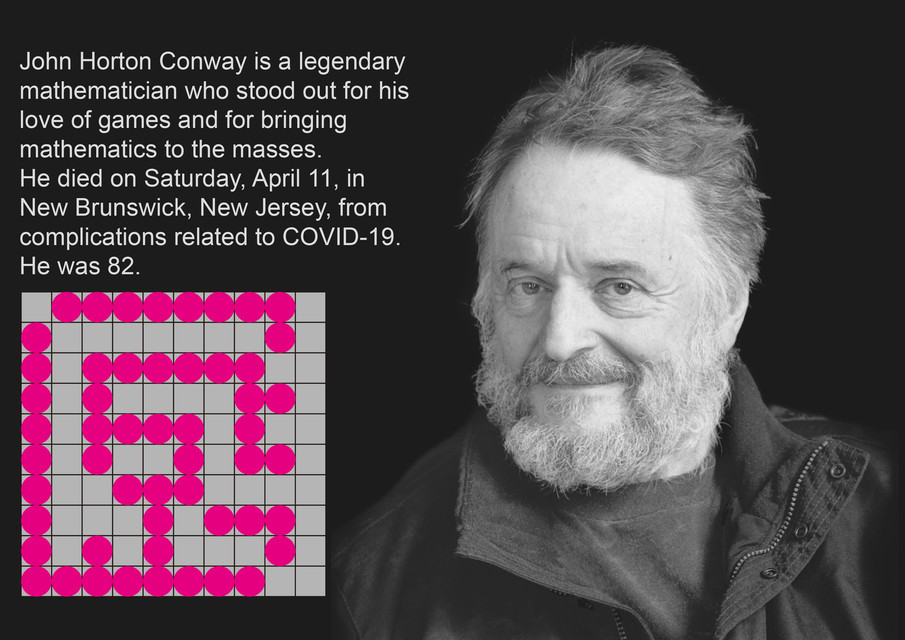 John Horton Conway is a legendary
mathematician who stood out for his
love of games and for bringing
mathematics to the masses.
He died on Saturday, April 11, in
New Brunswick, New Jersey, from
complications related to COVID-19.
He was 82.